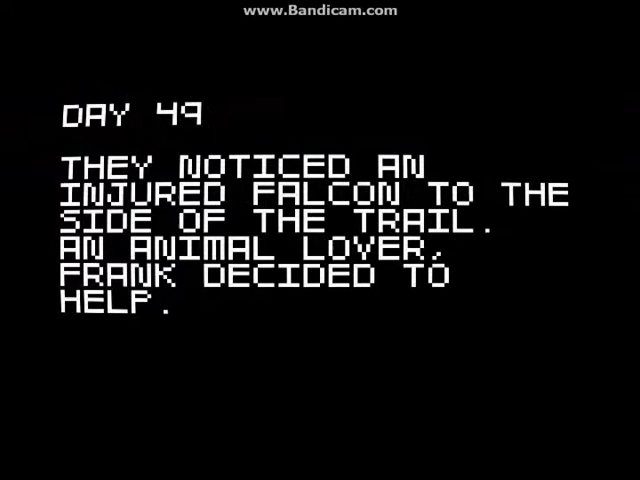 www.Bandicam.com
DAY 49
THEY NOTICED AN
INJURED FALCON TO THE
SIDE OF THE TRAIL.
AN ANIMAL LOVER,
FRANK DECIDED TO
HELP.